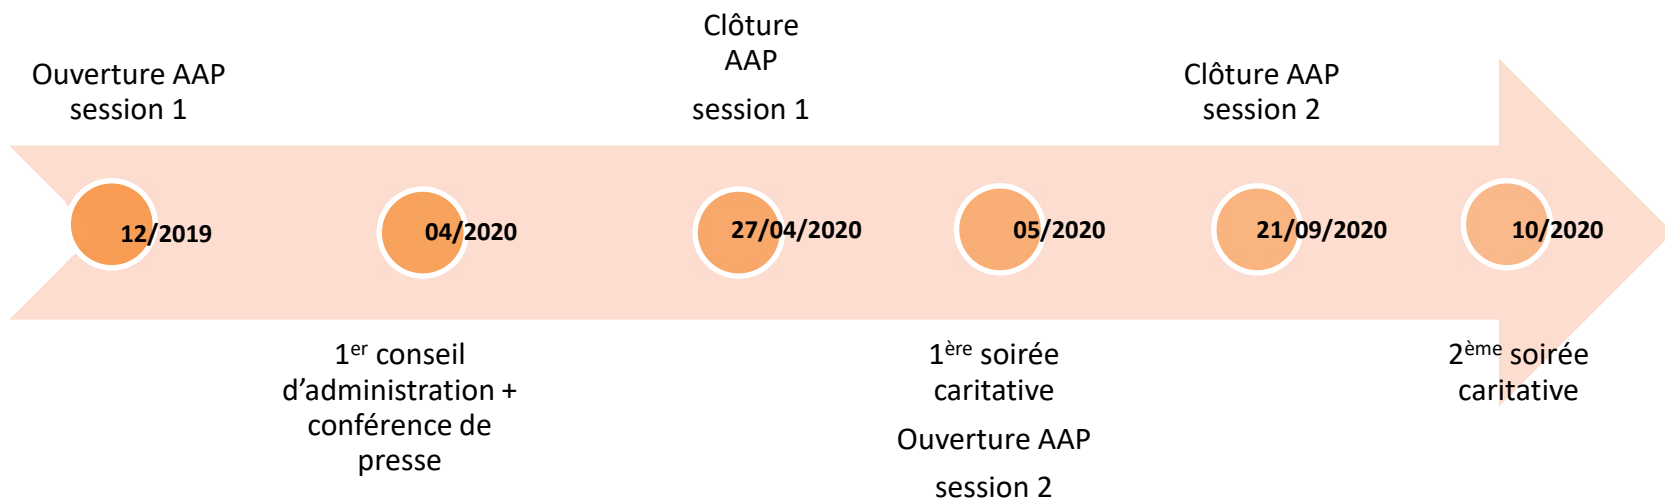 Ouverture AAP
session 1
Clôture
AAP
session 1
Clôture AAP
session 2
12/2019
04/2020
27/04/2020
05/2020
21/09/2020
10/2020
1er conseil
d’administration +
conférence de
presse
1ère soirée
caritative
Ouverture AAP
session 2
2ème soirée
caritative